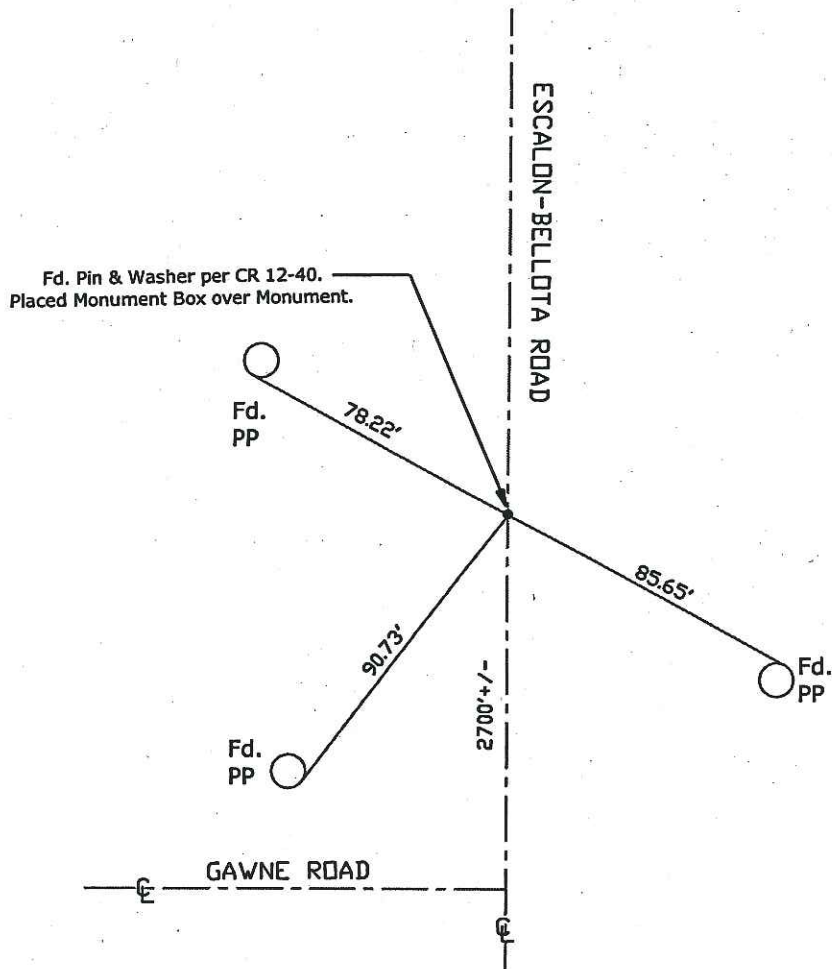 ESCALON-BELLOTA ROAD
Fd. Pin & Washer per CR 12-40.
Placed Monument Box over Monument.
Fd.
PP
78.22'
85.65'
Fd.
PP
90.73'
2700'+/-
Fd.
PP
GAWNE ROAD
℄
℄